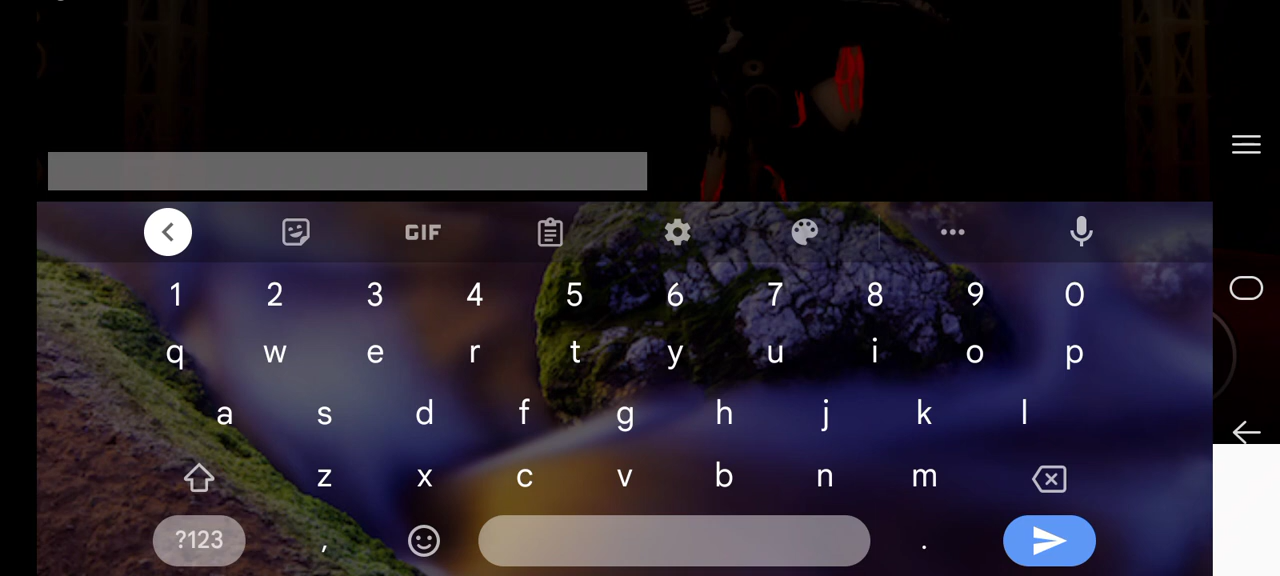 GIF
1 2 3 4 5 6 7 8 9 0
q w e r t y u i o p
a s d f g h j k l
z x c v b n m
?123 , .